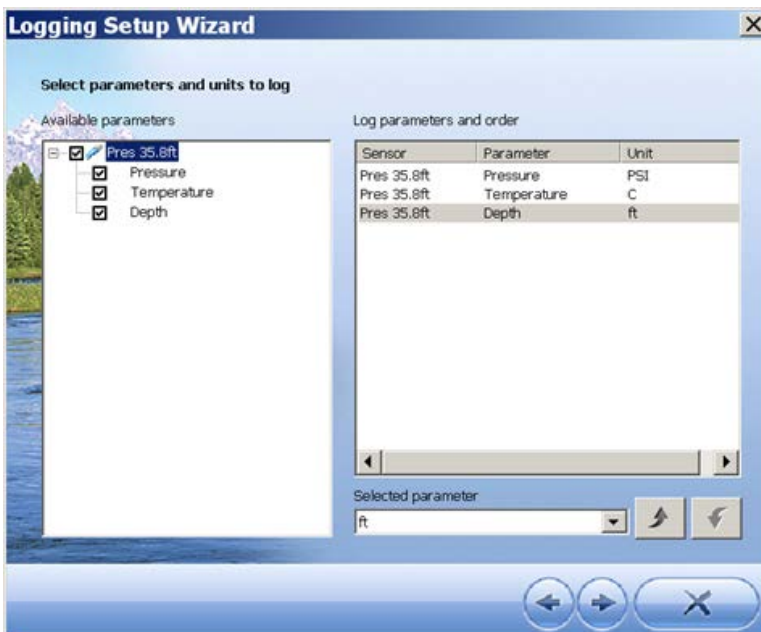 Logging Setup Wizard
Select parameters and units to log
Available parameters
Pres 35.8ft
Pressure
Temperature
Depth
Log parameters and order
Sensor Parameter Unit
Pres 35.8ft Pressure PSI
Pres 35.8ft Temperature C
Pres 35.8ft Depth ft
Selected parameter
ft